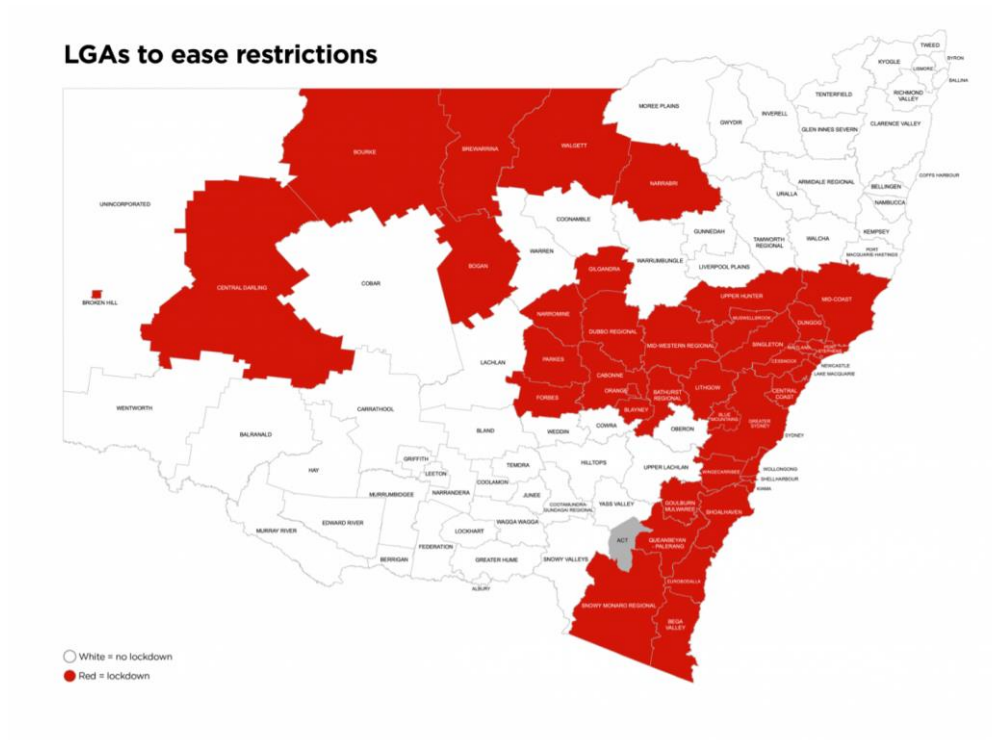 LGAs to ease restrictions
TWEED
BYRON
KYOGLE
LISMORE
BALLINA
TENTERFIELD
RICHMOND
VALLEY
MOREE PLAINS
INVERELL
GWYDIR
GLEN INNES SEVERN
CLARENCE VALLEY
BOURKE
BREWARRINA
WALGETT
NARRABRI
COFFS HARBOUR
ARMIDALE REGIONAL
BELLINGEN
URALLA
NAMBUCCA
UNINCORPORATED
COONAMBLE
GUNNEDAH
KEMPSEY
TAMWORTH
REGIONAL
WALCHA
PORT
MACQUARIE-HASTINGS
WARREN
WARRUMBUNGLE
LIVERPOOL PLAINS
BOGAN
GILGANDRA
COBAR
CENTRAL DARLING
BROKEN HILL
UPPER HUNTER
MID-COAST
NARROMINE
MUSWELLBROOK
DUNGOG
DUBBO REGIONAL
MID-WESTERN REGIONAL
SINGLETON
MAITLAND
PORT
STEPHENS
LACHLAN
PARKES
CESSNOCK
NEWCASTLE
LAKE MACQUARIE
CABONNE
ORANGE
BATHURST
REGIONAL
LITHGOW
CENTRAL
COAST
FORBES
BLAYNEY
WENTWORTH
CARRATHOOL
BLUE
MOUNTAINS
GREATER
SYDNEY
SYDNEY
BLAND
WEDDIN
COWRA
OBERON
BALRANALD
HAY
GRIFFITH
LEETON
TEMORA
COOLAMON
HILLTOPS
UPPER LACHLAN
WINGECARRIBEE
WOLLONGONG
SHELLHARBOUR
KIAMA
MURRUMBIDGEE
NARRANDERA
JUNEE
COOTAMUNDRA-
GUNDAGAI REGIONAL
YASS VALLEY
GOULBURN
MULWAREE
SHOALHAVEN
MURRAY RIVER
EDWARD RIVER
LOCKHART
WAGGA WAGGA
ACT
QUEANBEYAN
- PALERANG
FEDERATION
BERRIGAN
GREATER HUME
SNOWY VALLEYS
ALBURY
EUROBODALLA
SNOWY MONARO REGIONAL
BEGA
VALLEY
White = no lockdown
Red = lockdown